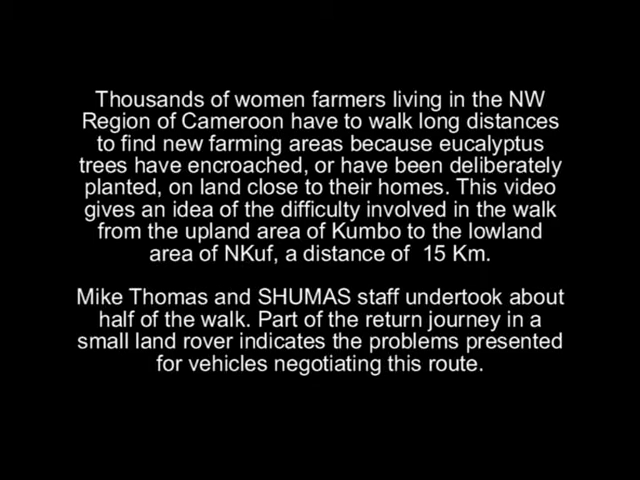 Thousands of women farmers living in the NW
Region of Cameroon have to walk long distances
to find new farming areas because eucalyptus
trees have encroached, or have been deliberately
planted, on land close to their homes. This video
gives an idea of the difficulty involved in the walk
from the upland area of Kumbo to the lowland
area of NKuf, a distance of  15 Km.
Mike Thomas and SHUMAS staff undertook about
half of the walk. Part of the return journey in a
small land rover indicates the problems presented
for vehicles negotiating this route.